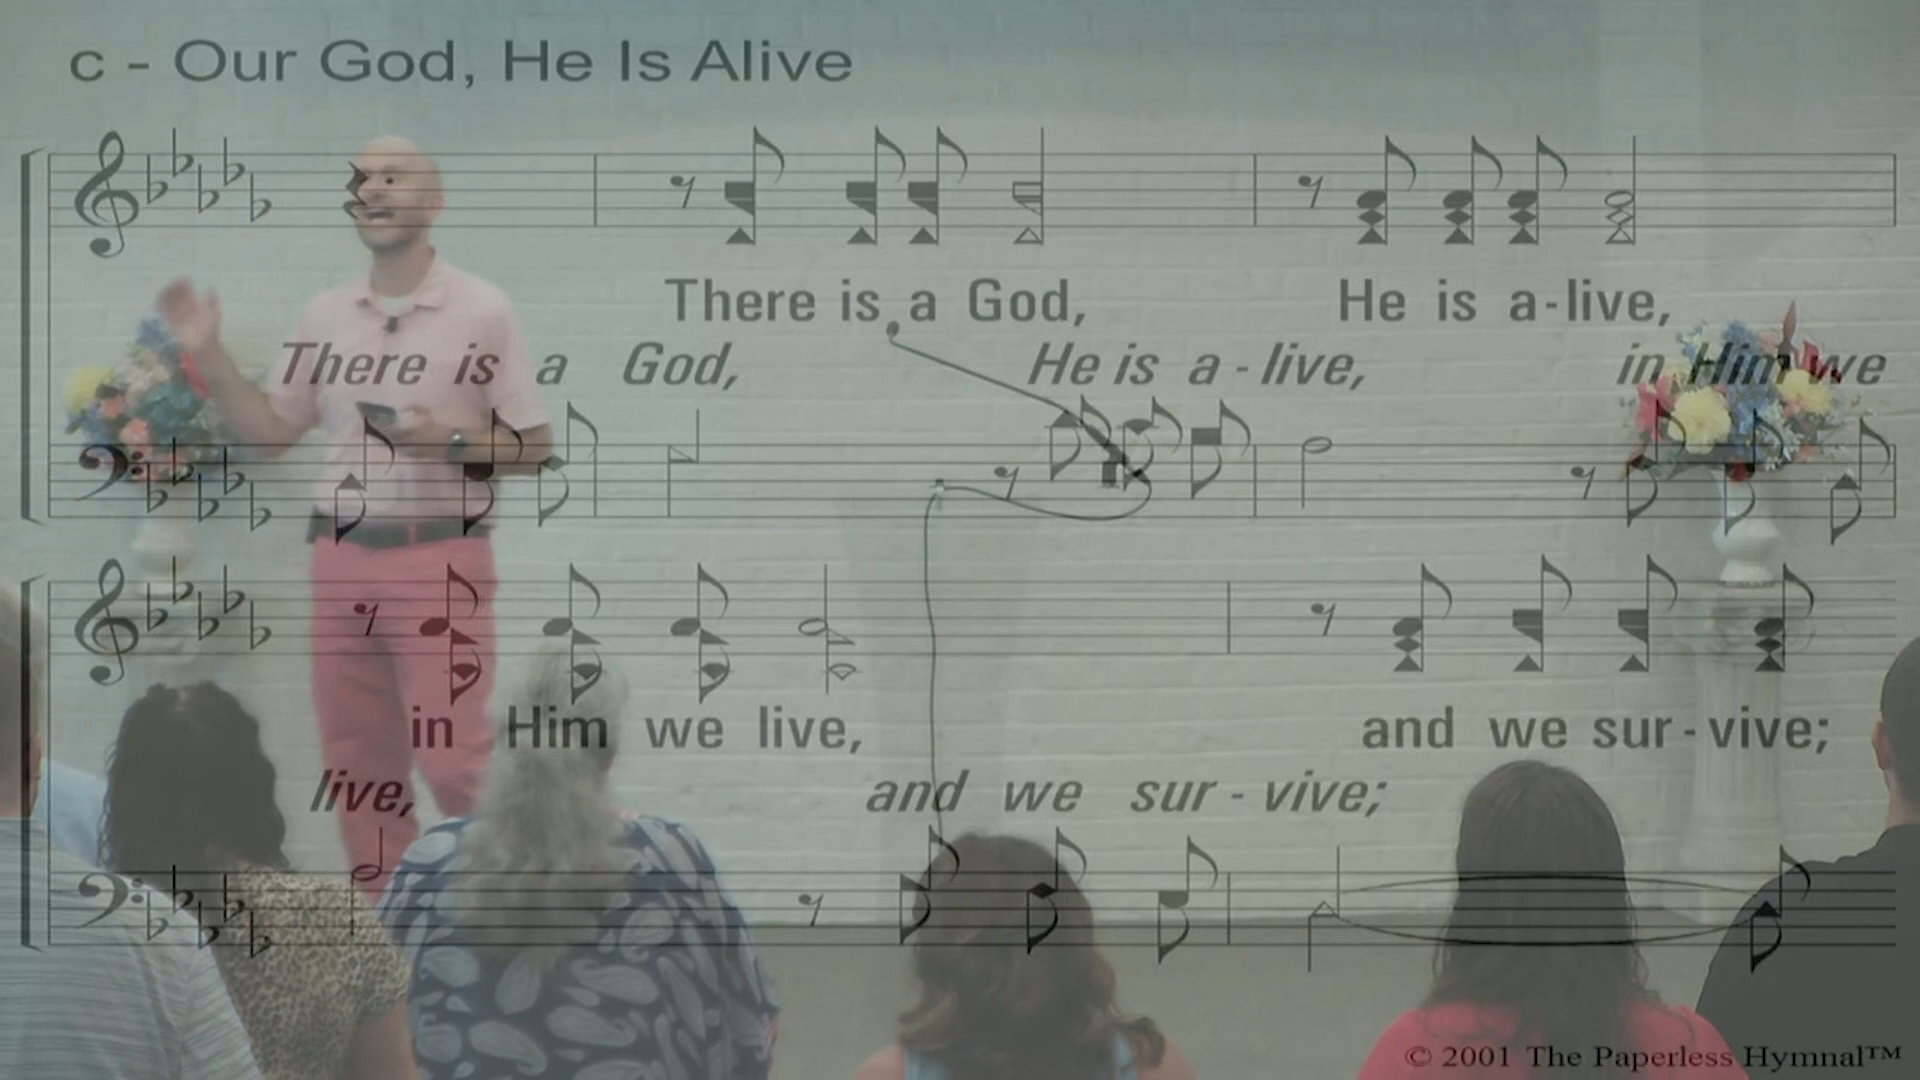 c - Our God, He Is Alive
There is a God, He is a-live,
There is a God, He is a-live, in Him we
in Him we live, and we sur-vive;
live, and we sur-vive;
© 2001 The Paperless Hymnal™